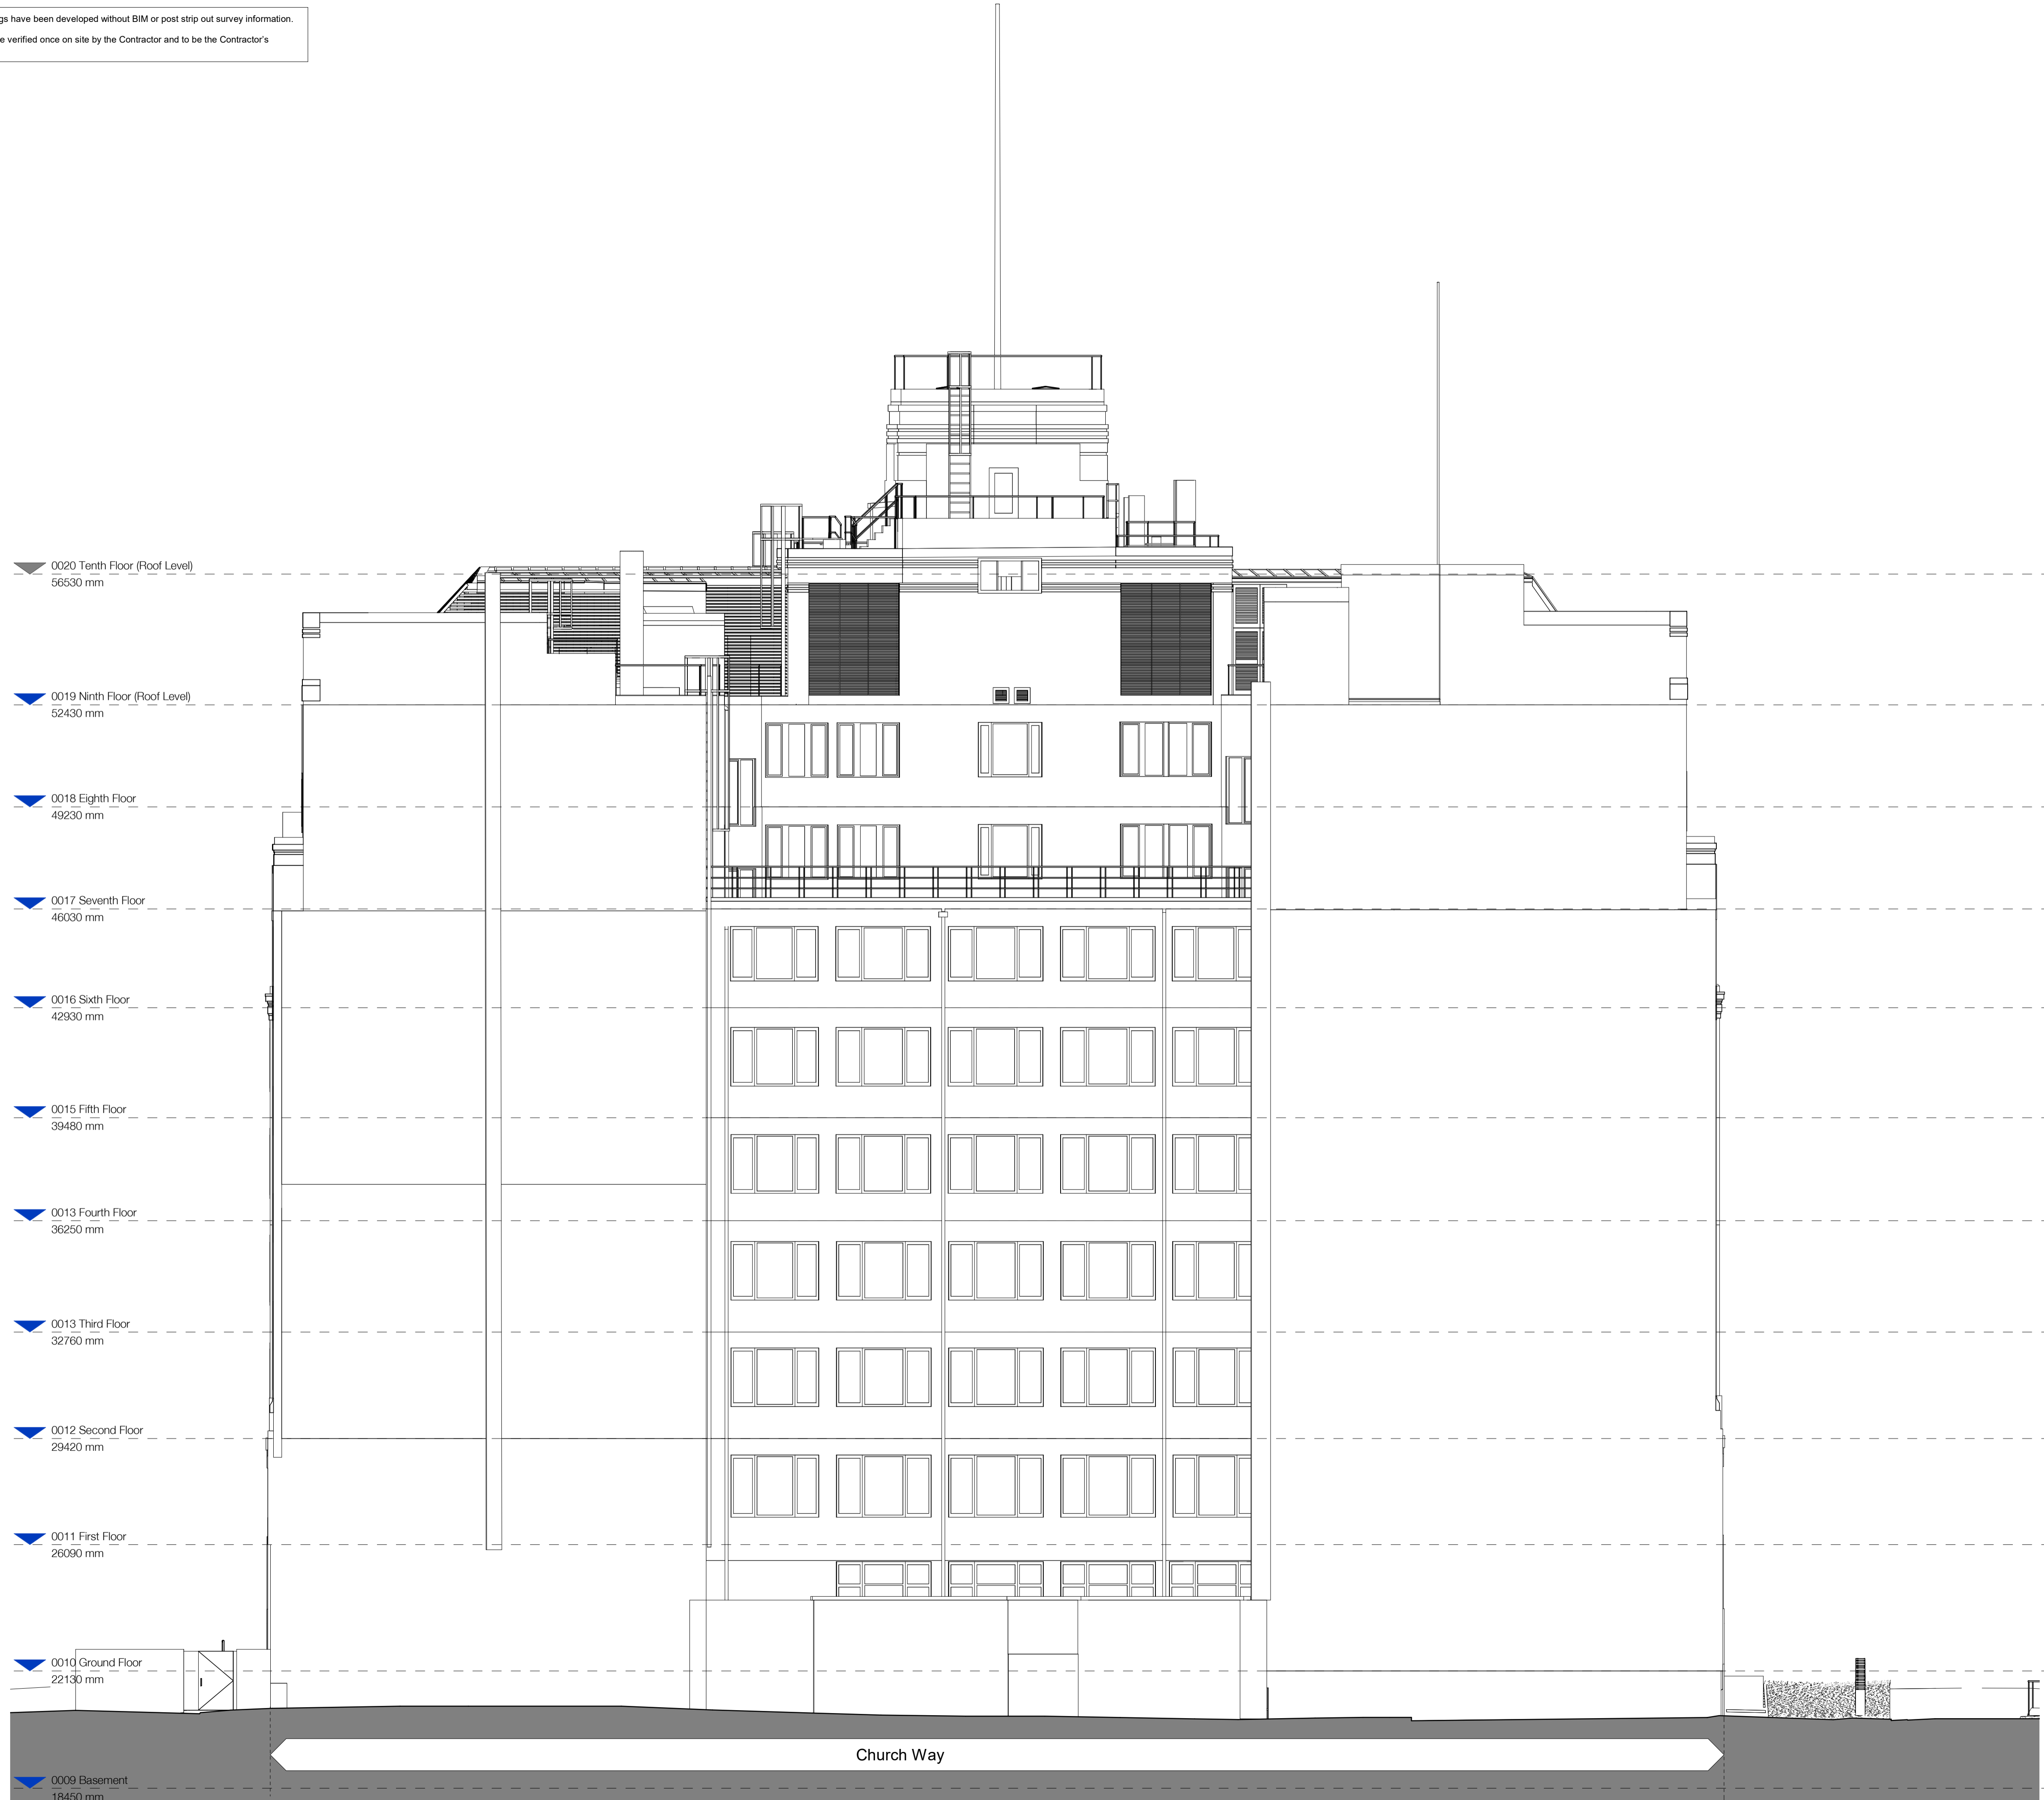 gs have been developed without BIM or post strip out survey information.
e verified once on site by the Contractor and to be the Contractor's
0020 Tenth Floor (Roof Level)
56530 mm
0019 Ninth Floor (Roof Level)
52430 mm
0018 Eighth Floor
49230 mm
0017 Seventh Floor
46030 mm
0016 Sixth Floor
42930 mm
0015 Fifth Floor
39480 mm
0013 Fourth Floor
36250 mm
0013 Third Floor
32760 mm
0012 Second Floor
29420 mm
0011 First Floor
26090 mm
0010 Ground Floor
22130 mm
Church Way
0009 Basement
18450 mm